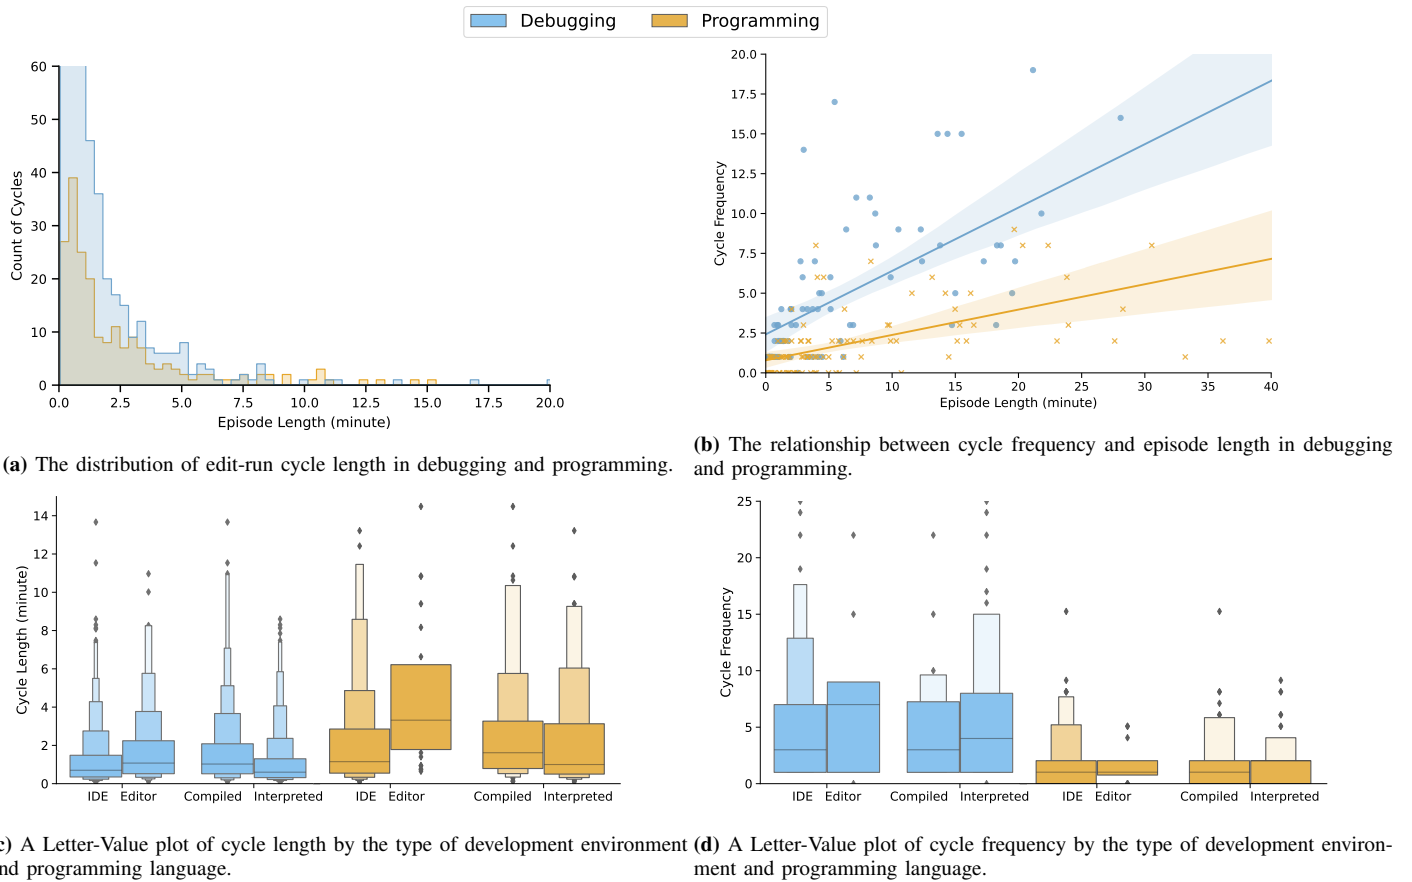 Debugging Programming
60
50
40
30
20
10
0
Count of Cycles
0.0 2.5 5.0 7.5 10.0 12.5 15.0 17.5 20.0
Episode Length (minute)
(a) The distribution of edit-run cycle length in debugging and programming.
20.0
17.5
15.0
12.5
10.0
7.5
5.0
2.5
0.0
Cycle Frequency
0 5 10 15 20 25 30 35 40
Episode Length (minute)
(b) The relationship between cycle frequency and episode length in debugging
and programming.
14
12
10
8
6
4
2
0
Cycle Length (minute)
IDE Editor Compiled Interpreted IDE Editor Compiled Interpreted
c) A Letter-Value plot of cycle length by the type of development environment
nd programming language.
25
20
15
10
5
0
Cycle Frequency
IDE Editor Compiled Interpreted IDE Editor Compiled Interpreted
(d) A Letter-Value plot of cycle frequency by the type of development environ-
ment and programming language.